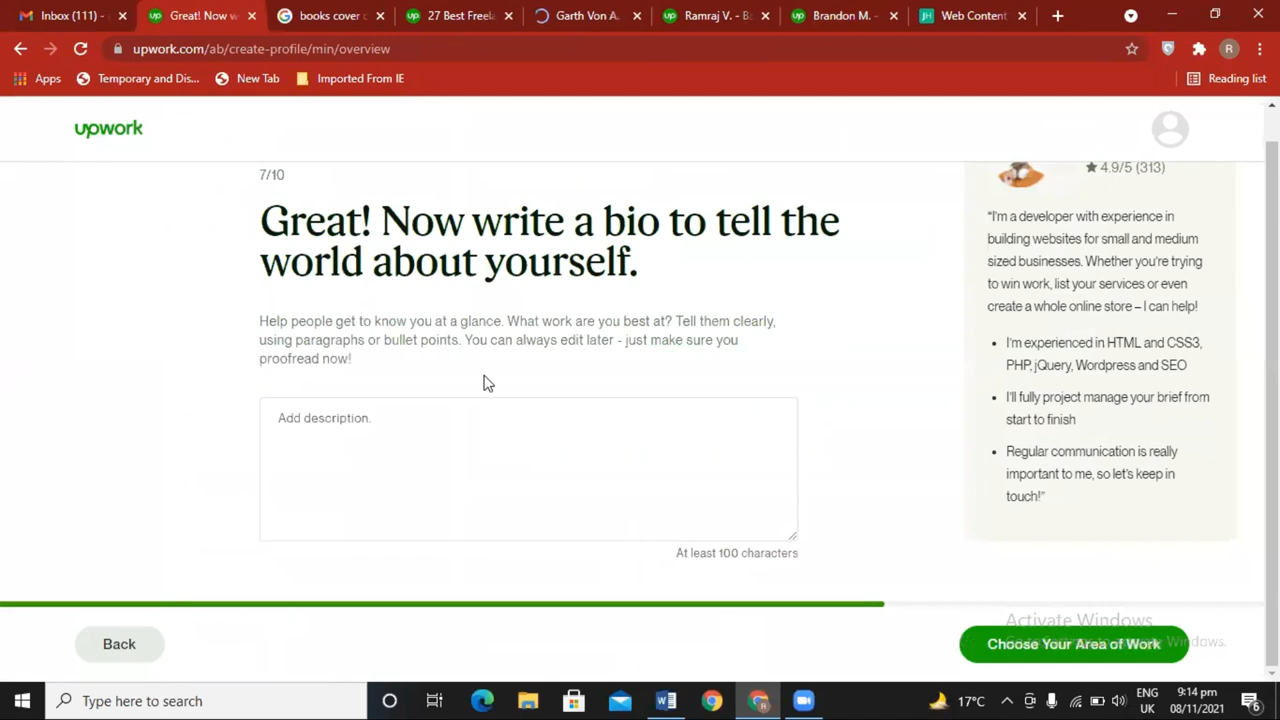 Inbox (111) -
Great! Now w
books cover c
27 Best Freela
Garth Von A.
Ramraj V. - B
Brandon M. -
Web Content
upwork.com/ab/create-profile/min/overview
R
Apps
Temporary and Dis...
New Tab
Imported From IE
Reading list
upwork
7/10
★ 4.9/5 (313)
Great! Now write a bio to tell the
world about yourself.
Help people get to know you at a glance. What work are you best at? Tell them clearly,
using paragraphs or bullet points. You can always edit later - just make sure you
proofread now!
Add description.
At least 100 characters
"I'm a developer with experience in
building websites for small and medium
sized businesses. Whether you're trying
to win work, list your services or even
create a whole online store – I can help!
• I'm experienced in HTML and CSS3,
PHP, jQuery, Wordpress and SEO
• I'll fully project manage your brief from
start to finish
• Regular communication is really
important to me, so let's keep in
touch!"
Activate Windows
Go to Settings to activate Windows.
Back
Choose Your Area of Work
Type here to search
17°C
ENG
UK
9:14 pm
08/11/2021
6